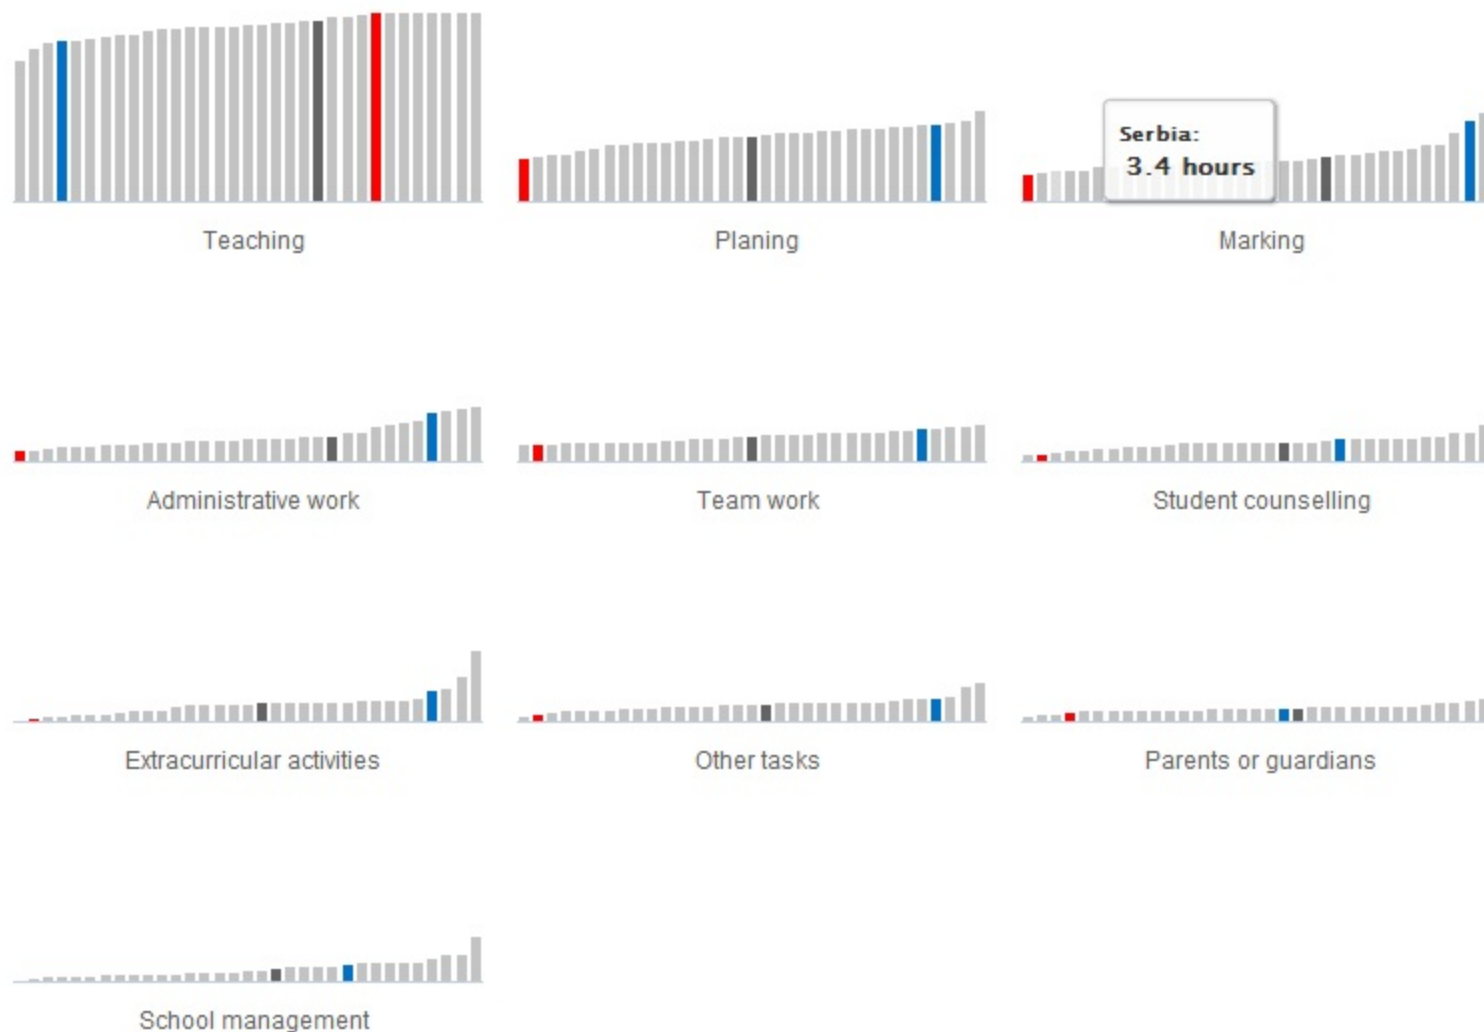 Serbia:
3.4 hours
Teaching
Planing
Marking
Administrative work
Team work
Student counselling
Extracurricular activities
Other tasks
Parents or guardians
School management